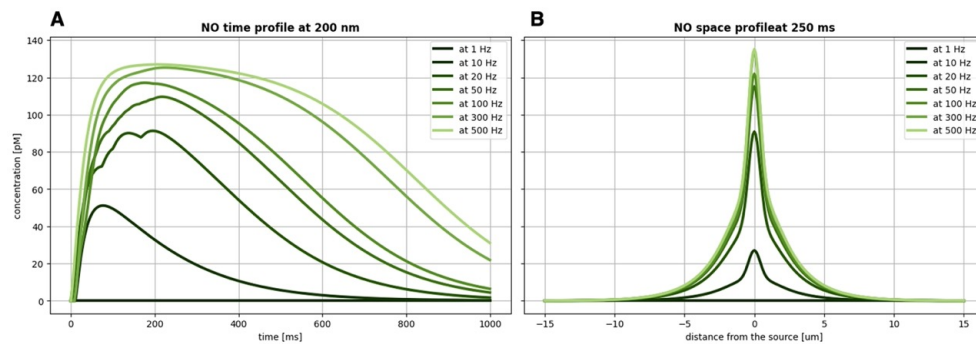 A
NO time profile at 200 nm
concentration [pM]
140
120
100
80
60
40
20
0
0
200
400
600
800
1000
time [ms]
at 1 Hz
at 10 Hz
at 20 Hz
at 50 Hz
at 100 Hz
at 300 Hz
at 500 Hz
B
NO space profileat 250 ms
at 1 Hz
at 10 Hz
at 20 Hz
at 50 Hz
at 100 Hz
at 300 Hz
at 500 Hz
−15
−10
−5
0
5
10
15
distance from the source [um]